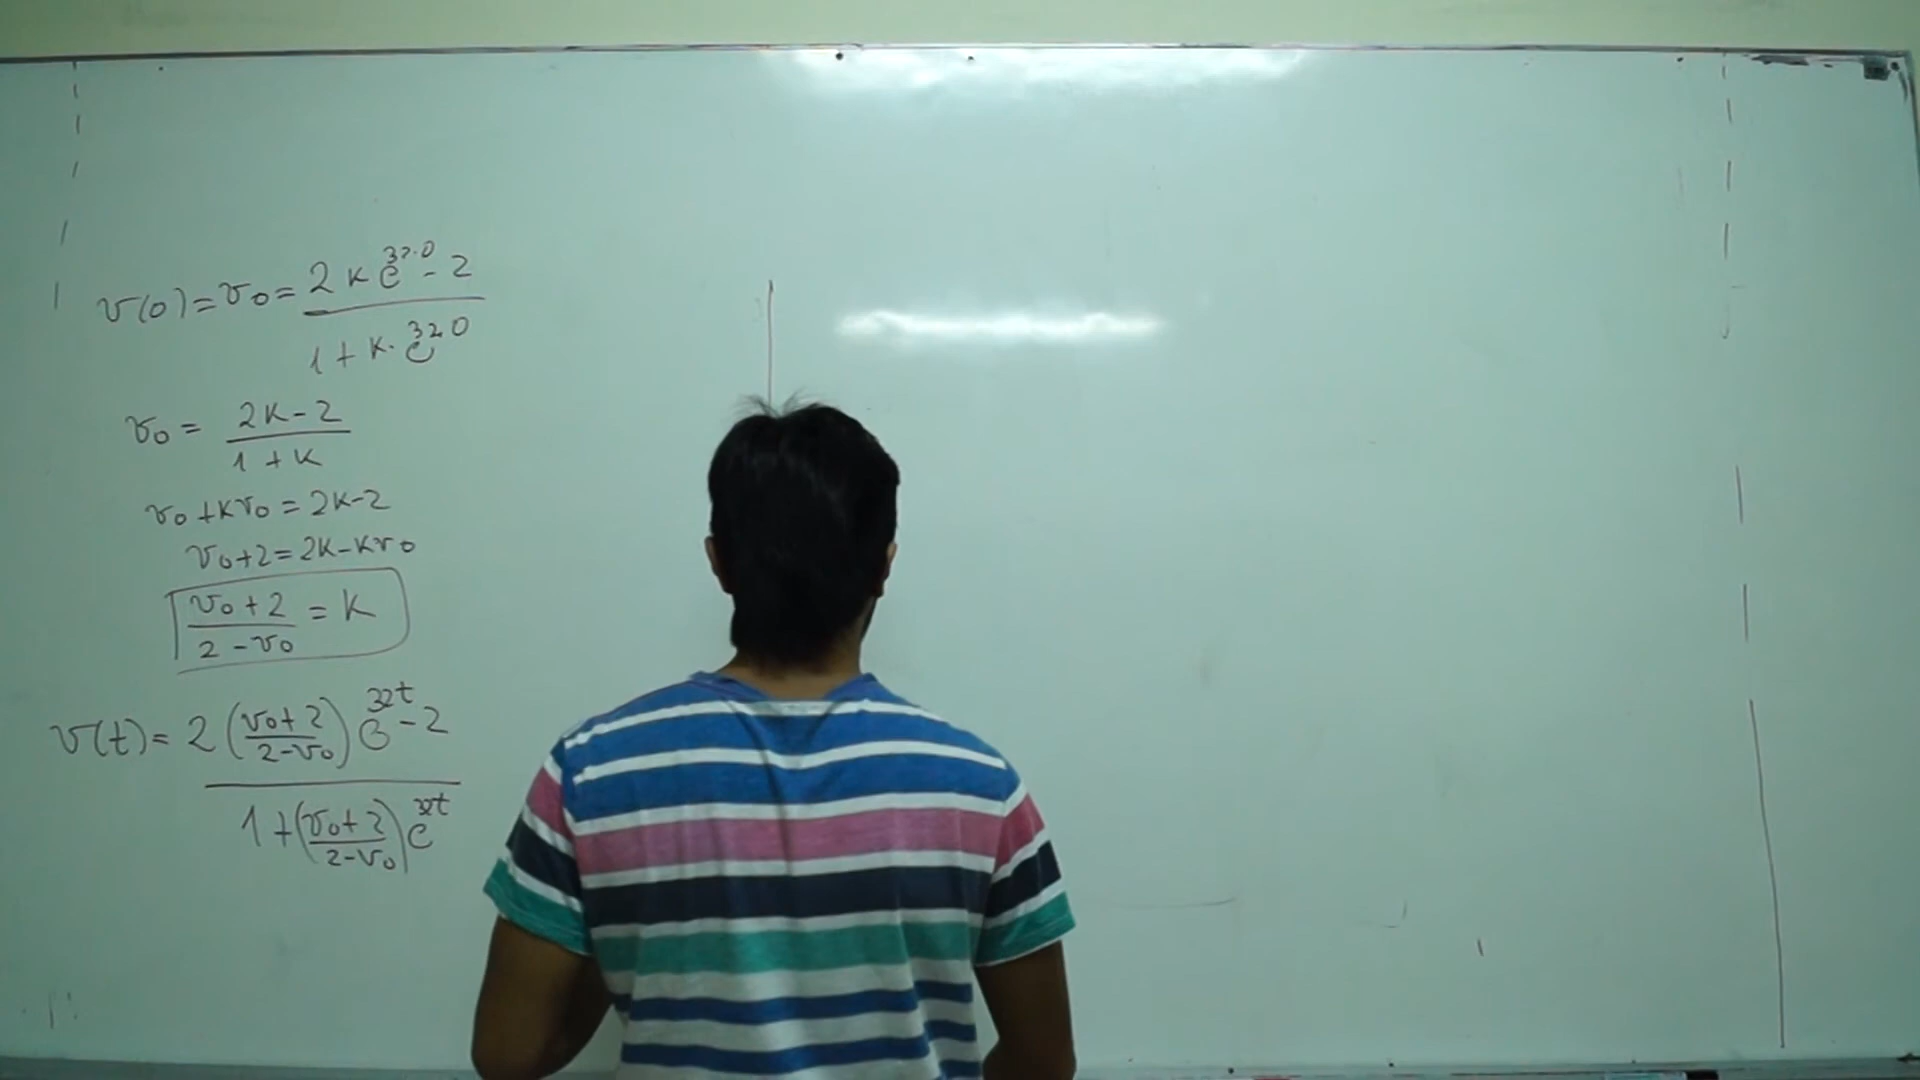 v(0) = v₀ = (2 K e^(32.0) - 2) / (1 + K. e^(32 0))
v₀ = (2K - 2) / (1 + K)
v₀ + Kv₀ = 2K - 2
v₀ + 2 = 2K - Kv₀
(v₀ + 2) / (2 - v₀) = K
v(t) = (2 ((v₀ + 2) / (2 - v₀)) e^(32t) - 2) / (1 + ((v₀ + 2) / (2 - v₀)) e^(32t))